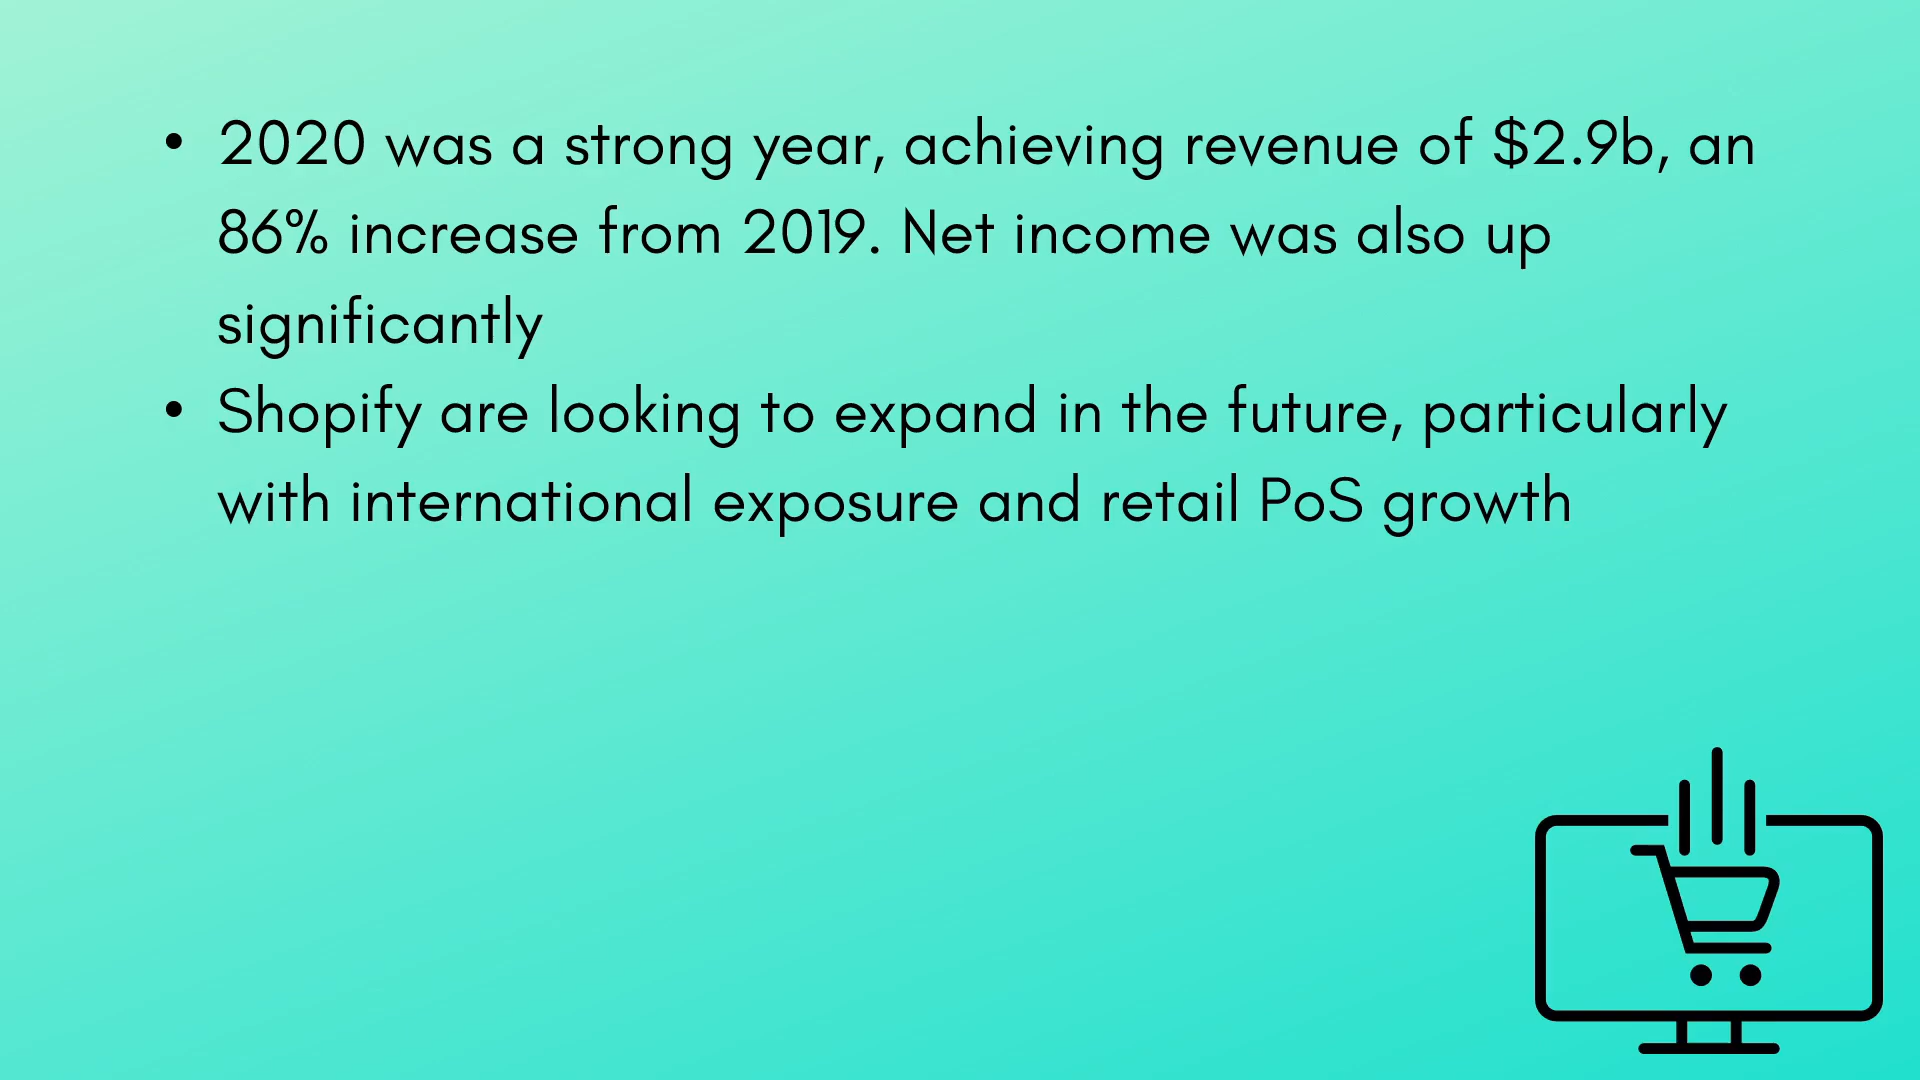 • 2020 was a strong year, achieving revenue of $2.9b, an
86% increase from 2019. Net income was also up
significantly
• Shopify are looking to expand in the future, particularly
with international exposure and retail PoS growth